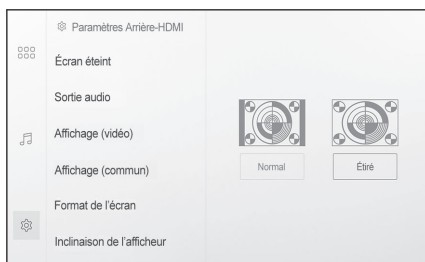 Paramètres Arrière-HDMI
Écran éteint
Sortie audio
Affichage (vidéo)
Affichage (commun)
Format de l'écran
Inclinaison de l'afficheur
Normal
Étiré